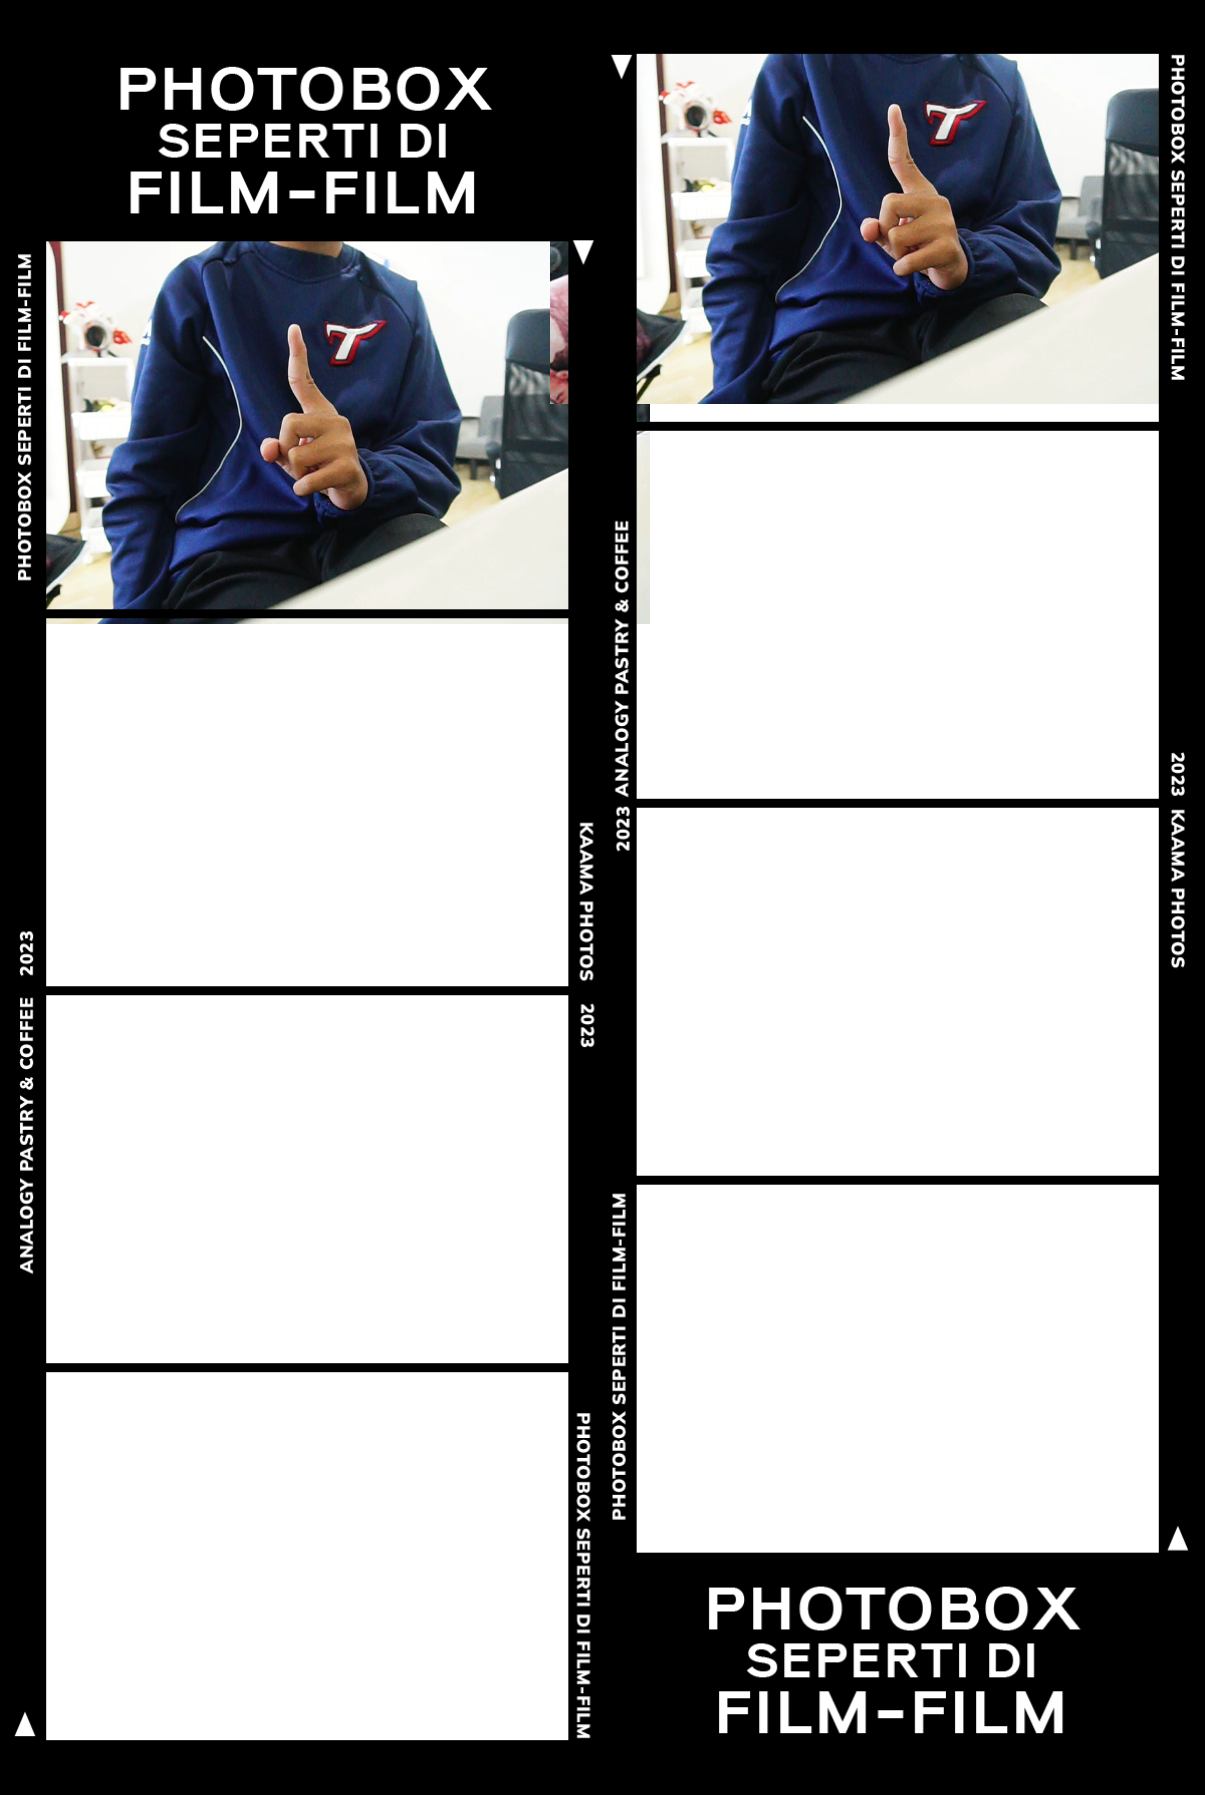 PHOTOBOX
SEPERTI DI
FILM-FILM
PHOTOBOX SEPERTI DI FILM-FILM
T
2023
ANALOGY PASTRY & COFFEE
KAAMA PHOTOS
2023
PHOTOBOX SEPERTI DI FILM-FILM
T
PHOTOBOX SEPERTI DI FILM-FILM
ANALOGY PASTRY & COFFEE
2023
2023
KAAMA PHOTOS
PHOTOBOX SEPERTI DI FILM-FILM
PHOTOBOX
SEPERTI DI
FILM-FILM